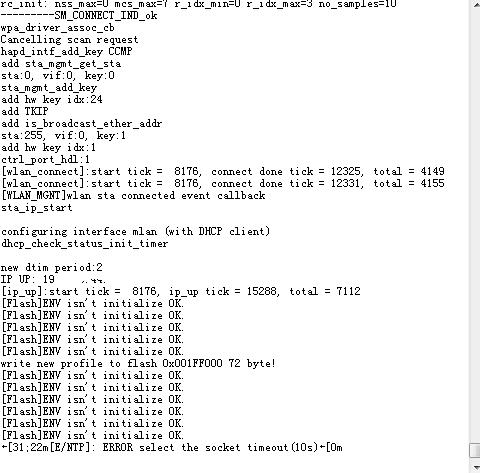 rc_init: nss_max=0 mcs_max=7 r_idx_min=0 r_idx_max=3 no_samples=10
---------SM_CONNECT_IND_ok
wpa_driver_assoc_cb
Cancelling scan request
hapd_intf_add_key CCMP
add sta_mgmt_get_sta
sta:0, vif:0, key:0
sta_mgmt_add_key
add hw key idx:24
add TKIP
add is_broadcast_ether_addr
sta:255, vif:0, key:1
add hw key idx:1
ctrl_port_hdl:1
[wlan_connect]:start tick =  8176, connect done tick = 12325, total = 4149
[wlan_connect]:start tick =  8176, connect done tick = 12331, total = 4155
[WLAN_MGNT]wlan sta connected event callback
sta_ip_start
configuring interface mlan (with DHCP client)
dhcp_check_status_init_timer
new dtim period:2
IP UP: 19
[ip_up]:start tick =  8176, ip_up tick = 15288, total = 7112
[Flash]ENV isn't initialize OK.
[Flash]ENV isn't initialize OK.
[Flash]ENV isn't initialize OK.
[Flash]ENV isn't initialize OK.
[Flash]ENV isn't initialize OK.
write new profile to flash 0x001FF000 72 byte!
[Flash]ENV isn't initialize OK.
[Flash]ENV isn't initialize OK.
[Flash]ENV isn't initialize OK.
[Flash]ENV isn't initialize OK.
[Flash]ENV isn't initialize OK.
[Flash]ENV isn't initialize OK.
←[31;22m[E/NTP]: ERROR select the socket timeout(10s)←[0m